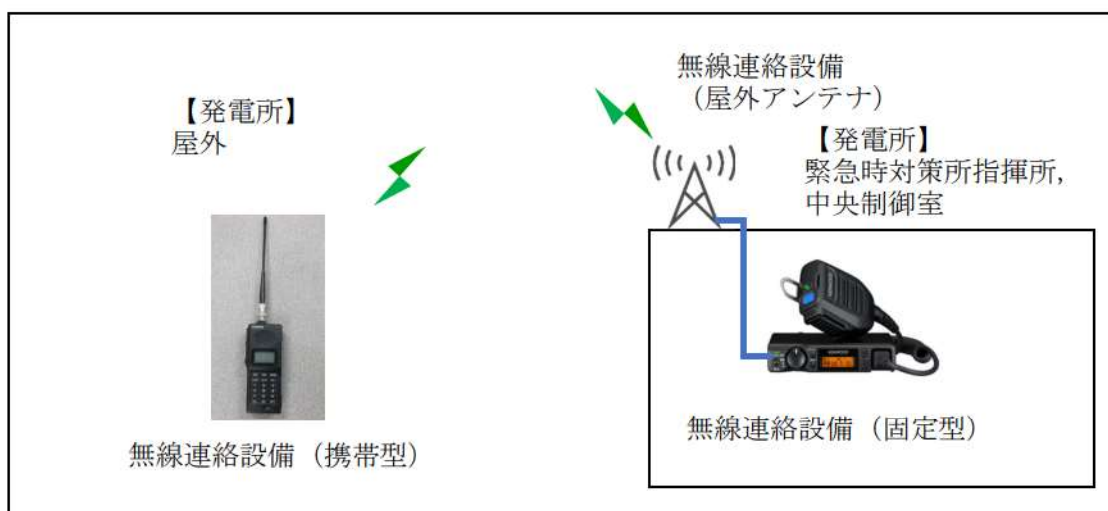 【発電所】
屋外
無線連絡設備（携帯型）
無線連絡設備
（屋外アンテナ）
【発電所】
緊急時対策所指揮所，
中央制御室
無線連絡設備（固定型）